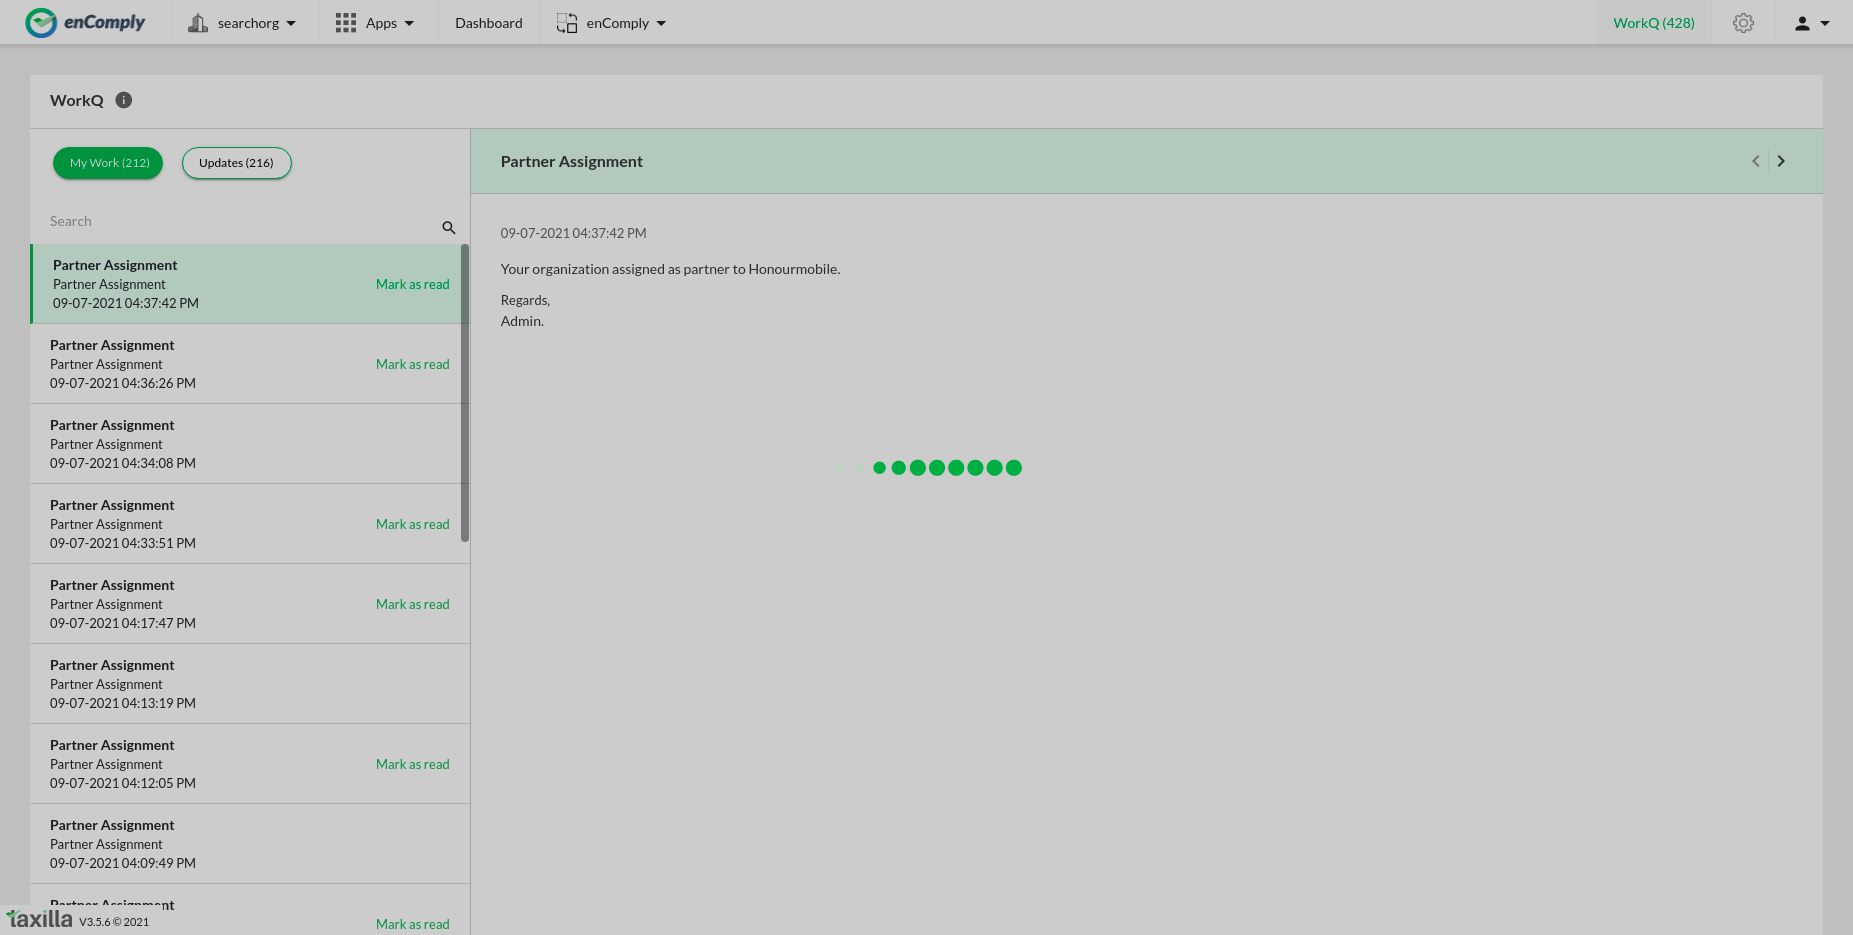 enComply
searchorg
Apps
Dashboard
enComply
WorkQ (428)
WorkQ
My Work (212)
Updates (216)
Search
Partner Assignment
Partner Assignment
Mark as read
09-07-2021 04:37:42 PM
Partner Assignment
Partner Assignment
Mark as read
09-07-2021 04:36:26 PM
Partner Assignment
Partner Assignment
09-07-2021 04:34:08 PM
Partner Assignment
Partner Assignment
Mark as read
09-07-2021 04:33:51 PM
Partner Assignment
Partner Assignment
Mark as read
09-07-2021 04:17:47 PM
Partner Assignment
Partner Assignment
09-07-2021 04:13:19 PM
Partner Assignment
Partner Assignment
Mark as read
09-07-2021 04:12:05 PM
Partner Assignment
Partner Assignment
09-07-2021 04:09:49 PM
Partner Assignment
Mark as read
Partner Assignment
09-07-2021 04:37:42 PM
Your organization assigned as partner to Honourmobile.
Regards,
Admin.
taxilla V3.5.6 © 2021